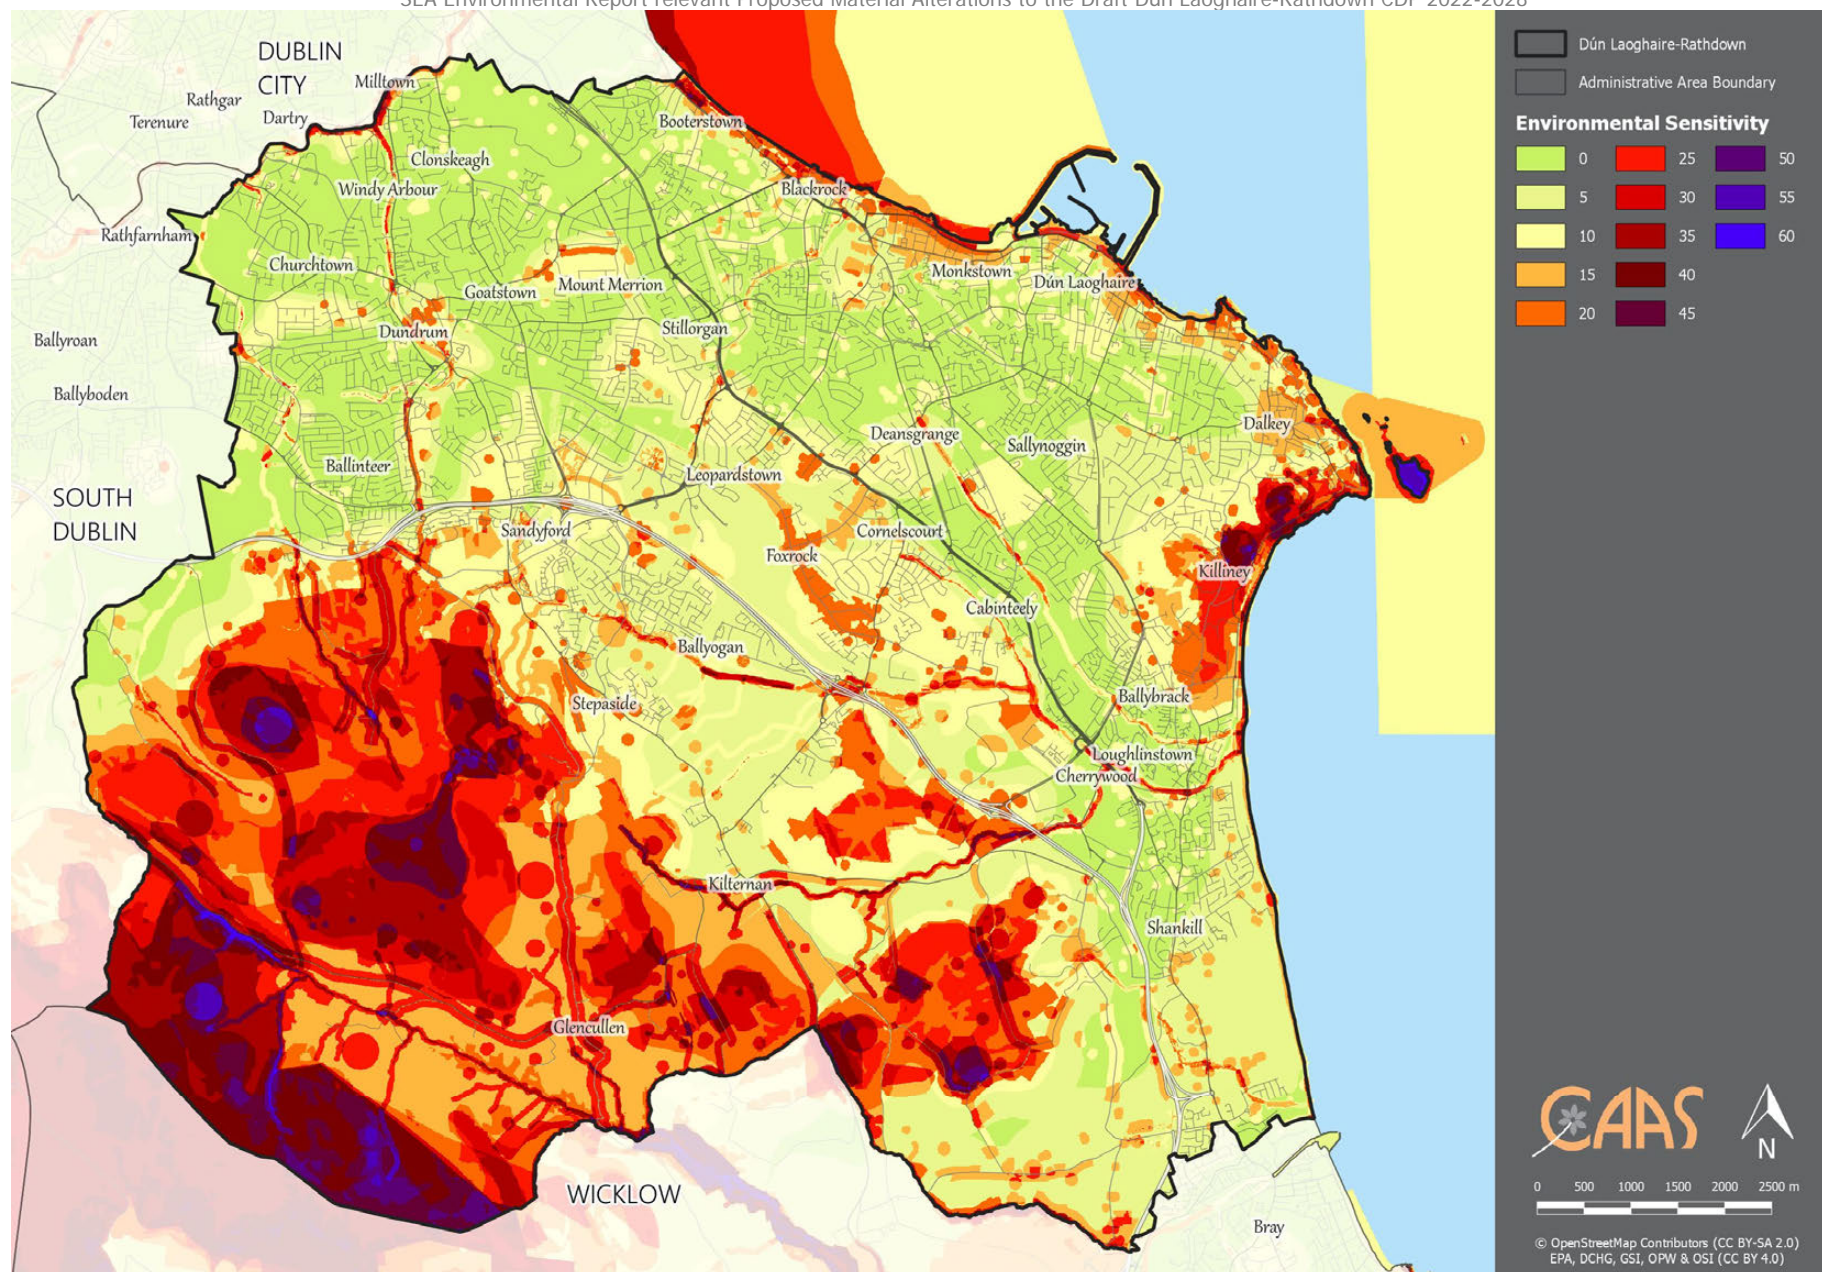 SEA Environmental Report relevant Proposed Material Alterations to the Draft Dún Laoghaire-Rathdown CDP 2022-2028
DUBLIN
CITY
Milltown
Rathgar
Terenure
Dartry
Booterstown
Clonskeagh
Windy Arbour
Blackrock
Rathfarnham
Churchtown
Goatstown
Mount Merrion
Monkstown
Dún Laoghaire
Ballyroan
Dundrum
Stillorgan
Ballyboden
Dalkey
Deansgrange
Sallynoggin
Ballinteer
Leopardstown
SOUTH
DUBLIN
Sandyford
Cornelscourt
Foxrock
Killiney
Cabinteely
Ballyogan
Stepaside
Ballybrack
Loughlinstown
Cherrywood
Kilternan
Shankill
Glencullen
WICKLOW
Bray
Dún Laoghaire-Rathdown
Administrative Area Boundary
Environmental Sensitivity
0 25 50
5 30 55
10 35 60
15 40
20 45
CAAS
N
0 500 1000 1500 2000 2500 m
© OpenStreetMap Contributors (CC BY-SA 2.0)
EPA, DCHG, GSI, OPW & OSI (CC BY 4.0)